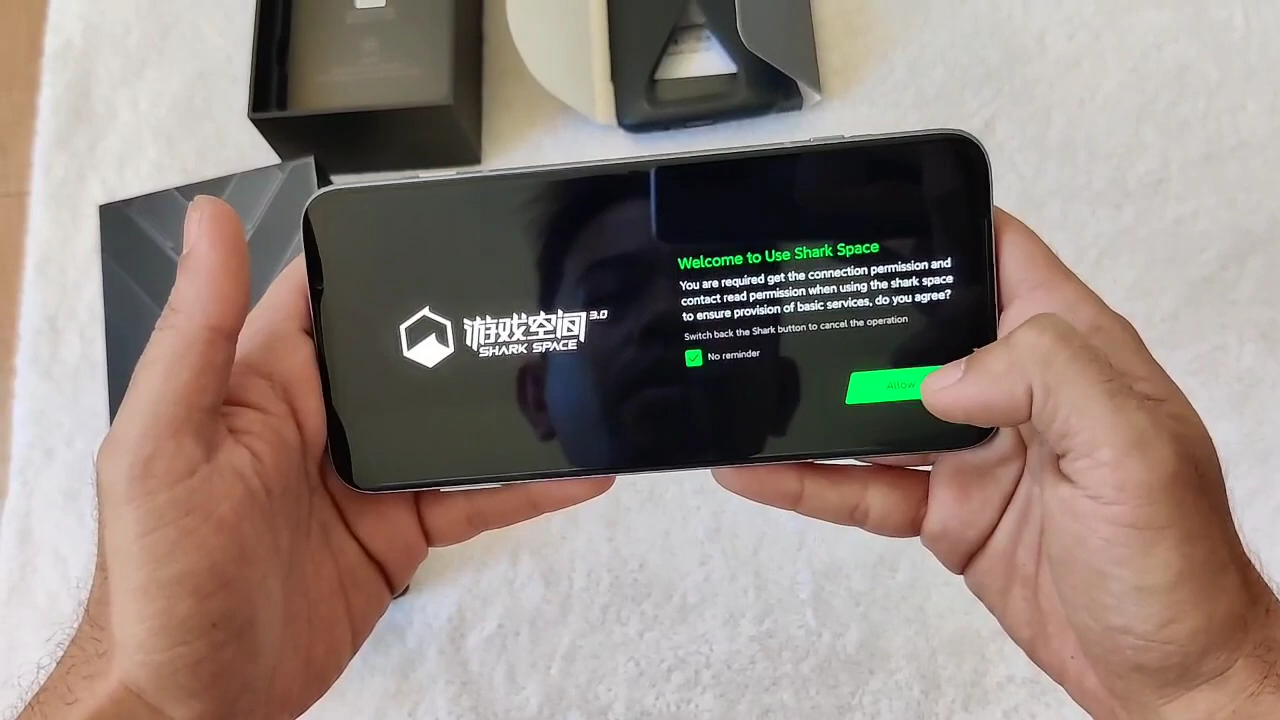 游戏空间 3.0
SHARK SPACE
Welcome to Use Shark Space
You are required get the connection permission and
contact read permission when using the shark space
to ensure provision of basic services, do you agree?
Switch back the Shark button to cancel the operation
No reminder
Allow